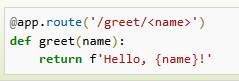 @app.route('/greet/<name>')
def greet(name):
    return f'Hello, {name}!'